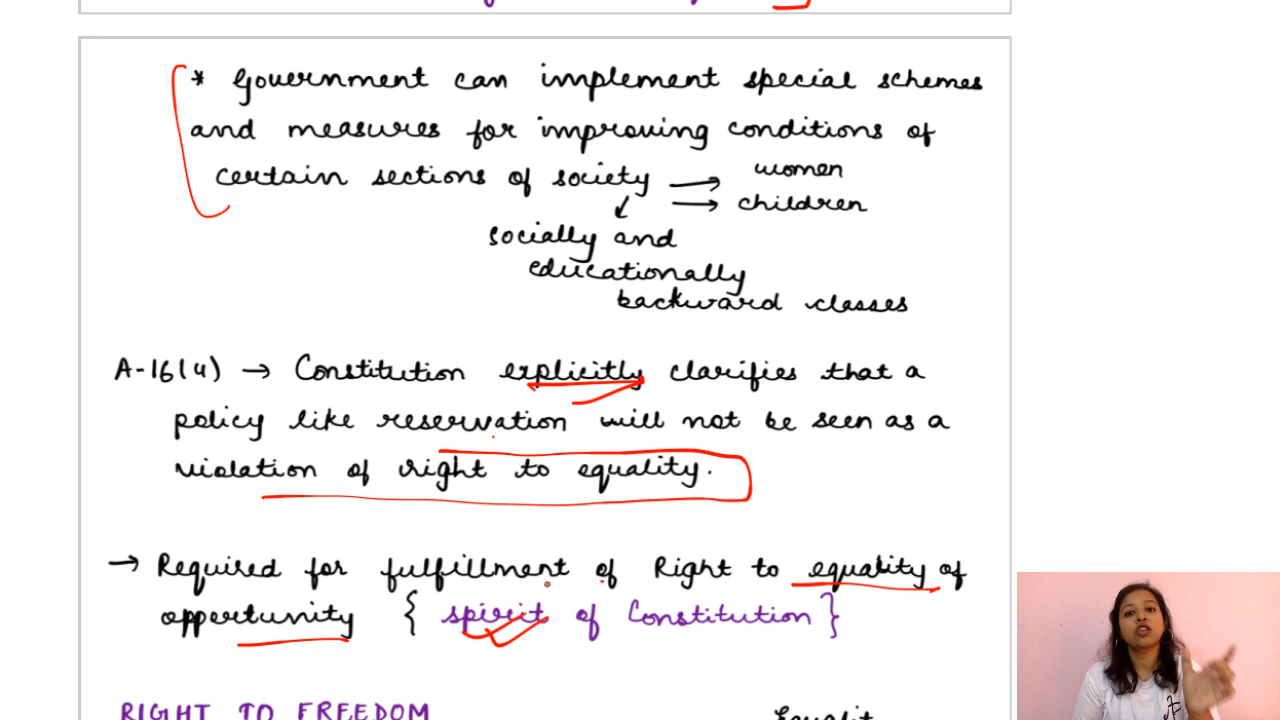 * Government can implement special schemes
and measures for improving conditions of
certain sections of society → women
→ children
↙
socially and
educationally
backward classes
A-16(4) → Constitution explicitly clarifies that a
policy like reservation will not be seen as a
violation of right to equality.
→ Required for fulfillment of Right to equality of
opportunity { spirit of Constitution }
RIGHT TO FREEDOM